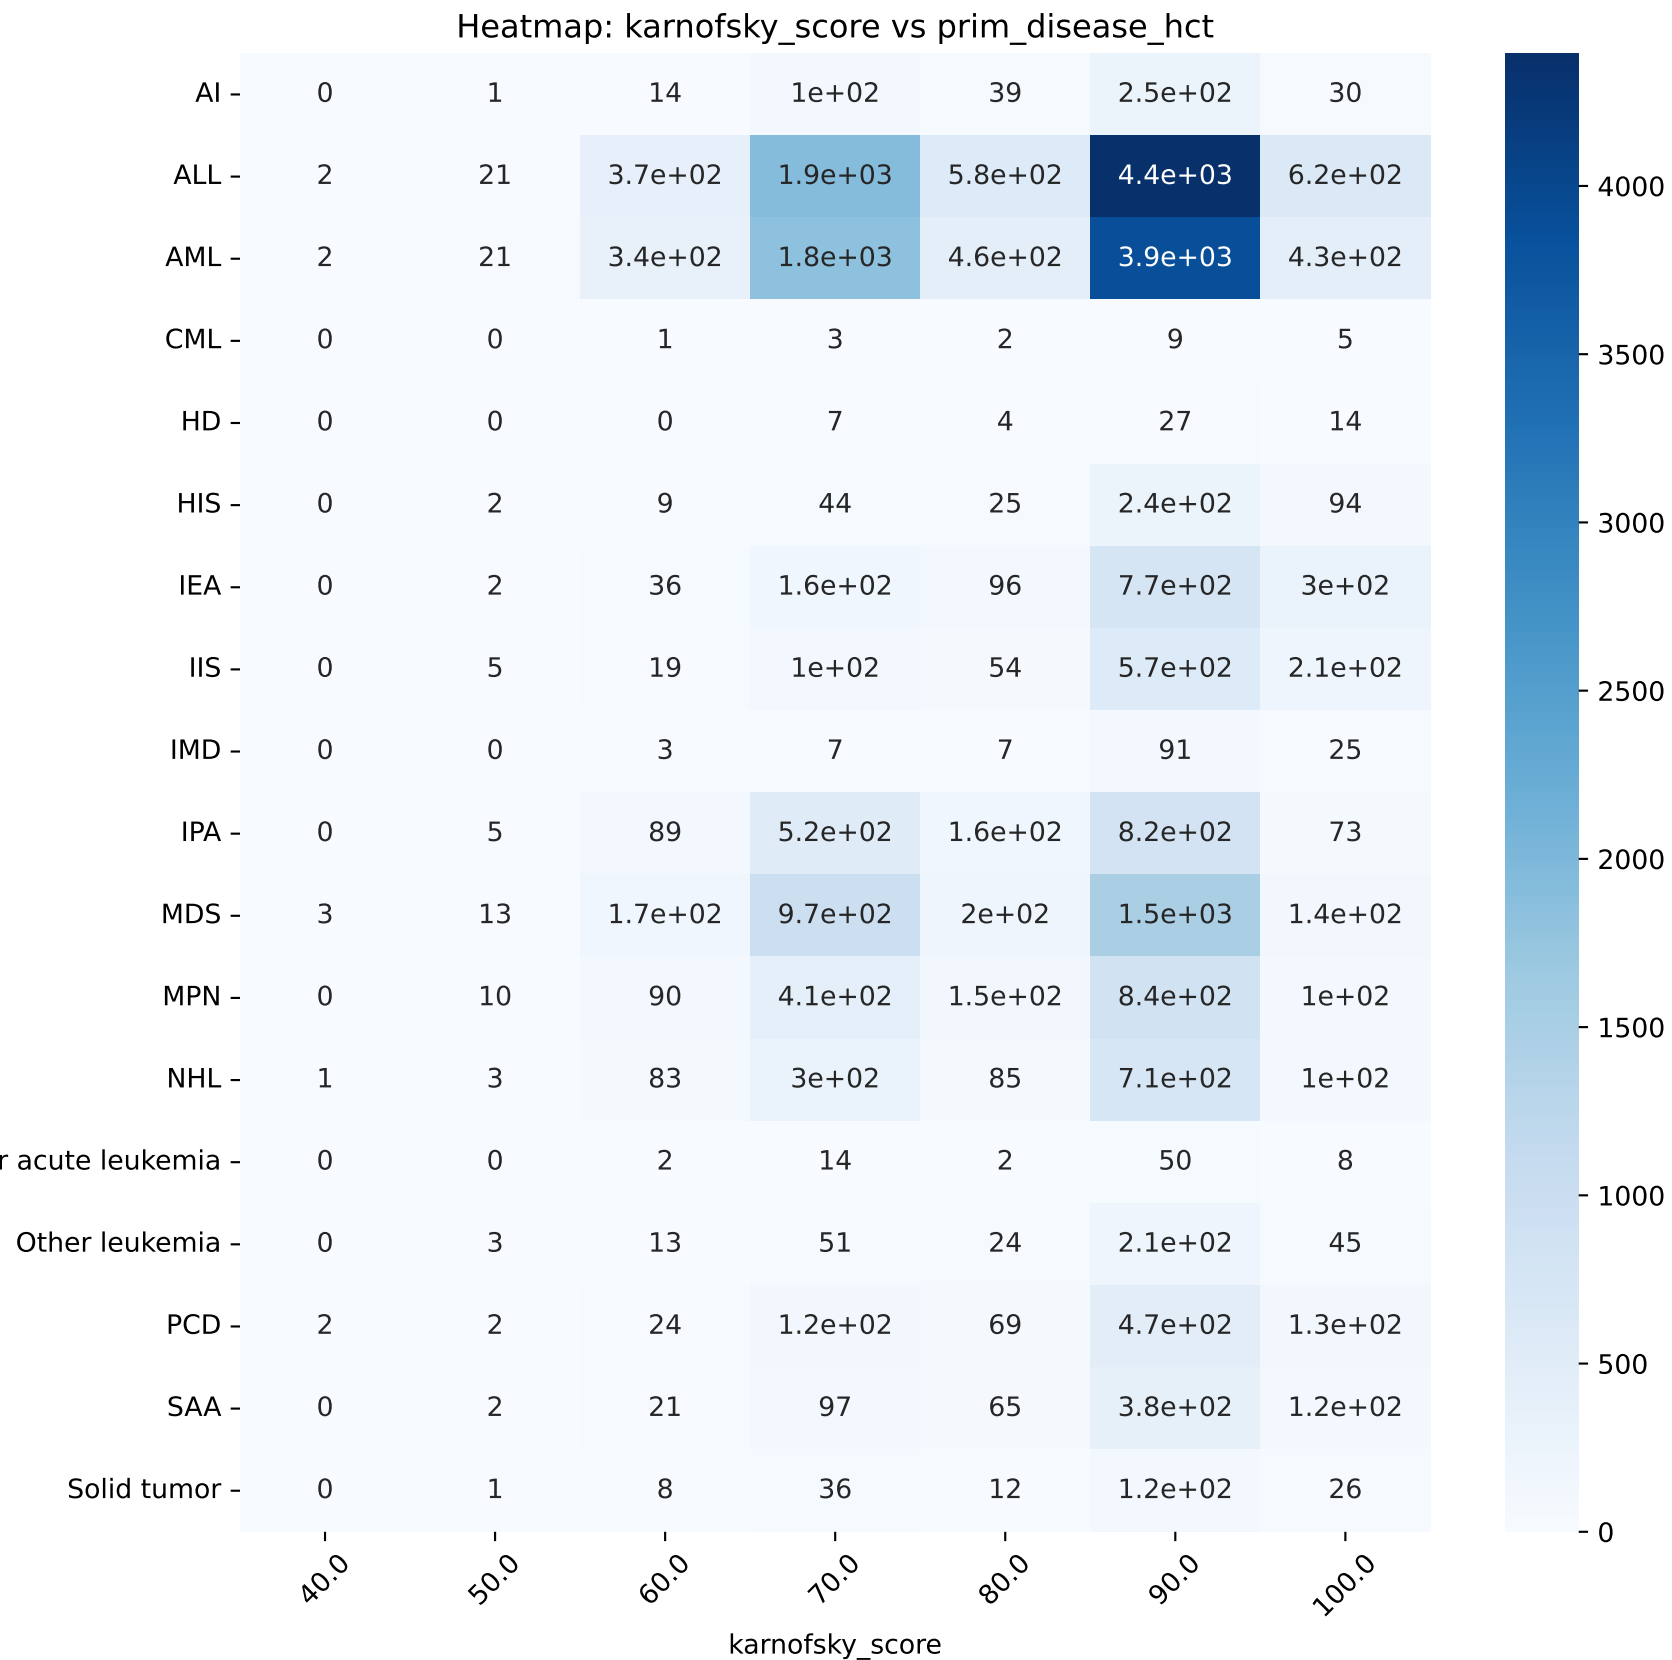 Heatmap: karnofsky_score vs prim_disease_hct
AI 0 1 14 1e+02 39 2.5e+02 30
ALL 2 21 3.7e+02 1.9e+03 5.8e+02 4.4e+03 6.2e+02
AML 2 21 3.4e+02 1.8e+03 4.6e+02 3.9e+03 4.3e+02
CML 0 0 1 3 2 9 5
HD 0 0 0 7 4 27 14
HIS 0 2 9 44 25 2.4e+02 94
IEA 0 2 36 1.6e+02 96 7.7e+02 3e+02
IIS 0 5 19 1e+02 54 5.7e+02 2.1e+02
IMD 0 0 3 7 7 91 25
IPA 0 5 89 5.2e+02 1.6e+02 8.2e+02 73
MDS 3 13 1.7e+02 9.7e+02 2e+02 1.5e+03 1.4e+02
MPN 0 10 90 4.1e+02 1.5e+02 8.4e+02 1e+02
NHL 1 3 83 3e+02 85 7.1e+02 1e+02
r acute leukemia 0 0 2 14 2 50 8
Other leukemia 0 3 13 51 24 2.1e+02 45
PCD 2 2 24 1.2e+02 69 4.7e+02 1.3e+02
SAA 0 2 21 97 65 3.8e+02 1.2e+02
Solid tumor 0 1 8 36 12 1.2e+02 26
40.0 50.0 60.0 70.0 80.0 90.0 100.0
karnofsky_score
4000
3500
3000
2500
2000
1500
1000
500
0